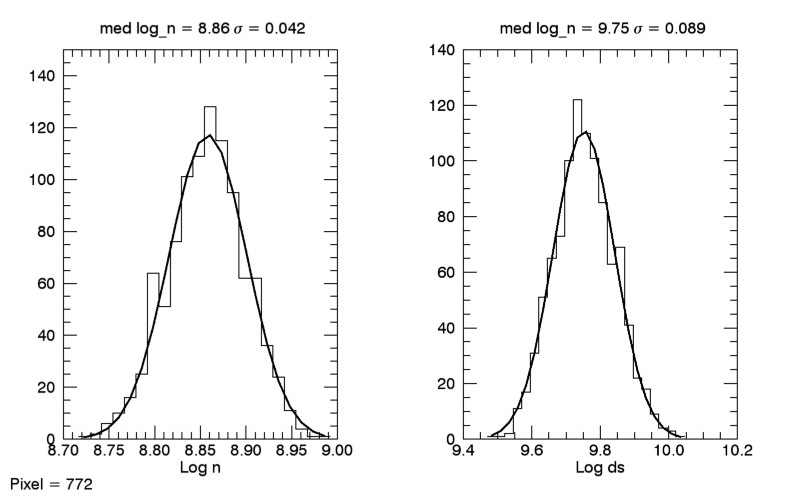 med log_n = 8.86 σ = 0.042
140
120
100
80
60
40
20
0
8.70 8.75 8.80 8.85 8.90 8.95 9.00
Log n
med log_n = 9.75 σ = 0.089
140
120
100
80
60
40
20
0
9.4 9.6 9.8 10.0 10.2
Log ds
Pixel = 772